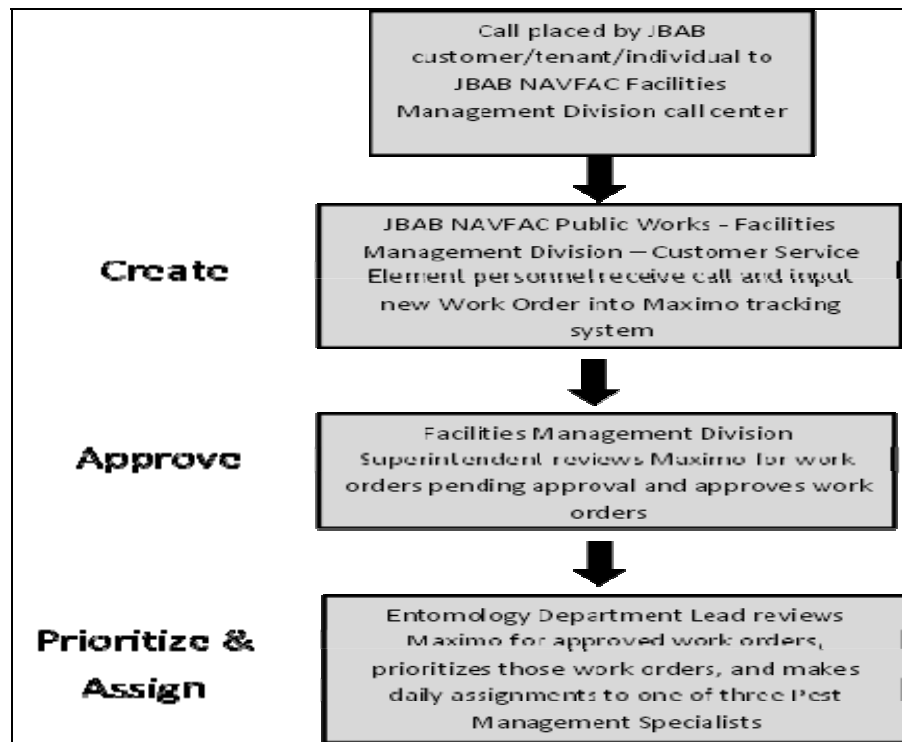 Call placed by JBAB
customer/tenant/individual to
JBAB NAVFAC Facilities
Management Division call center
JBAB NAVFAC Public Works - Facilities
Management Division – Customer Service
Element personnel receive call and input
new Work Order into Maximo tracking
system
Create
Facilities Management Division
Superintendent reviews Maximo for work
orders pending approval and approves work
orders
Approve
Entomology Department Lead reviews
Maximo for approved work orders,
prioritizes those work orders, and makes
daily assignments to one of three Pest
Management Specialists
Prioritize &
Assign